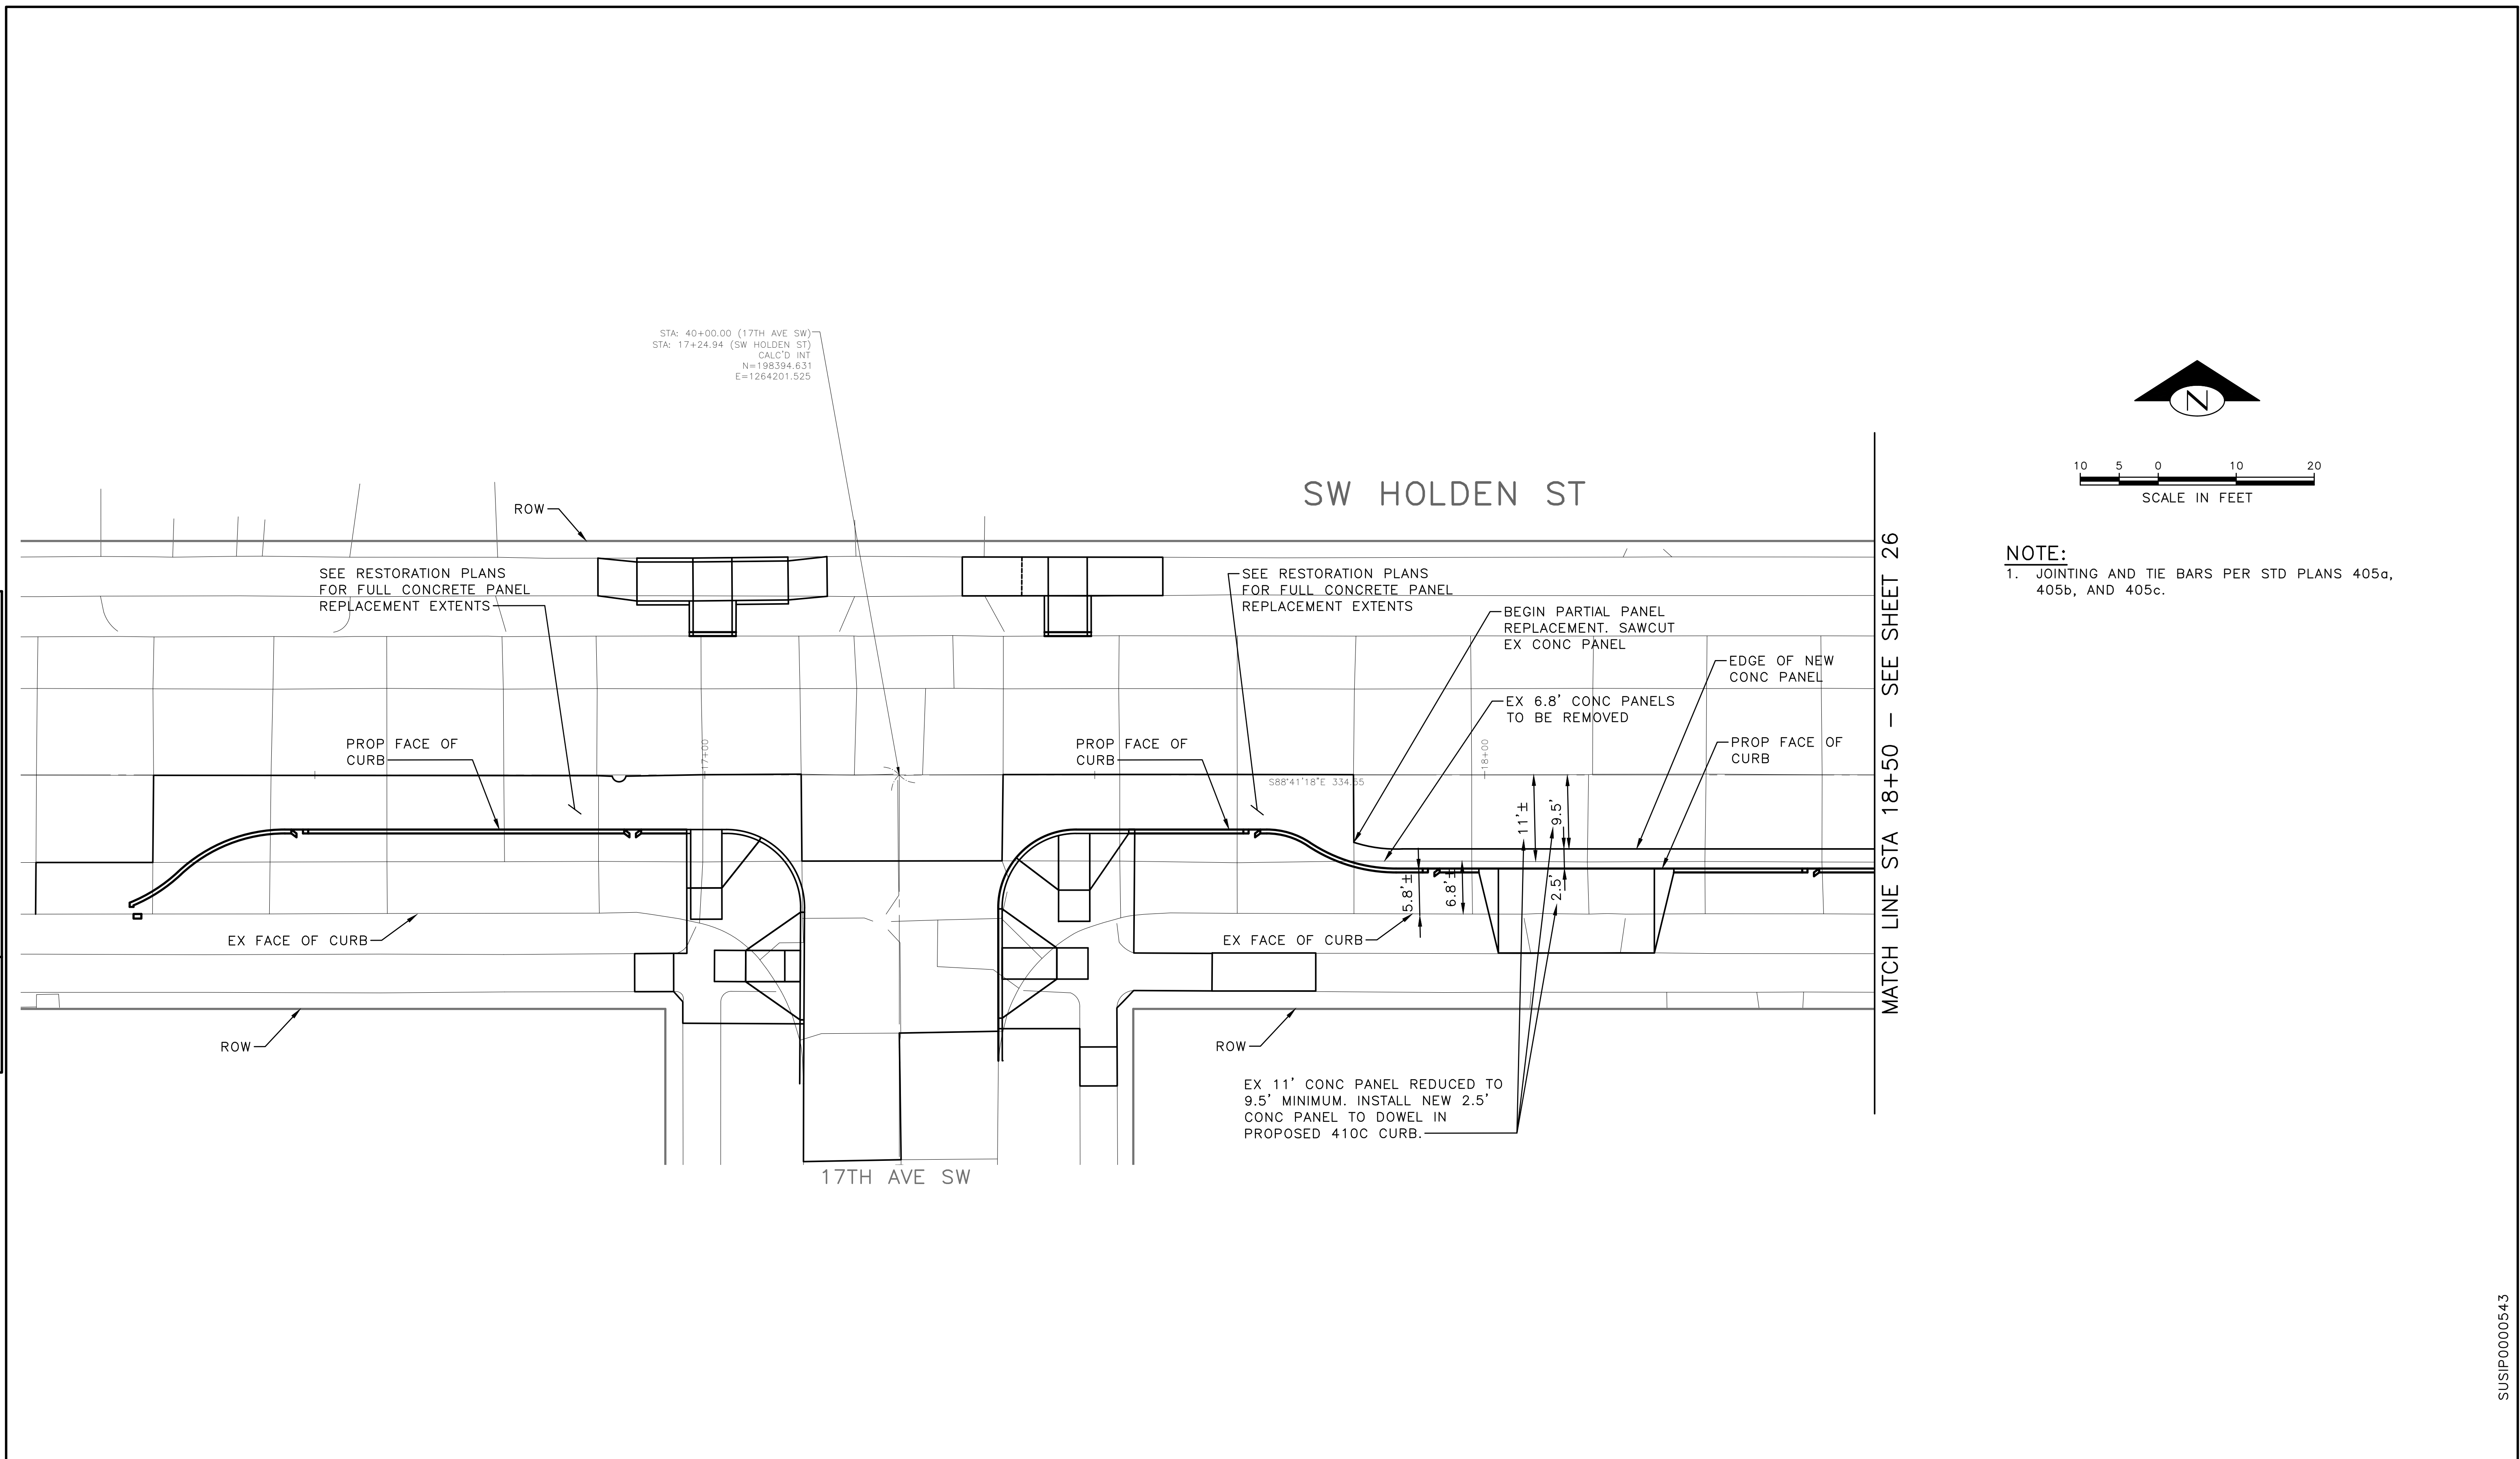 STA: 40+00.00 (17TH AVE SW)
STA: 17+24.94 (SW HOLDEN ST)
CALC'D INT
N=198394.631
E=1264201.525
SW HOLDEN ST
10 5 0 10 20
SCALE IN FEET
ROW
NOTE:
1. JOINTING AND TIE BARS PER STD PLANS 405a,
405b, AND 405c.
SEE RESTORATION PLANS
FOR FULL CONCRETE PANEL
REPLACEMENT EXTENTS
SEE RESTORATION PLANS
FOR FULL CONCRETE PANEL
REPLACEMENT EXTENTS
BEGIN PARTIAL PANEL
REPLACEMENT. SAWCUT
EX CONC PANEL
EDGE OF NEW
CONC PANEL
EX 6.8' CONC PANELS
TO BE REMOVED
PROP FACE OF
CURB
PROP FACE OF
CURB
PROP FACE OF
CURB
17+00
18+00
S88°41'18"E 334.55
11'±
9.5'
5.8'±
6.8'±
2.5'
EX FACE OF CURB
EX FACE OF CURB
ROW
ROW
EX 11' CONC PANEL REDUCED TO
9.5' MINIMUM. INSTALL NEW 2.5'
CONC PANEL TO DOWEL IN
PROPOSED 410C CURB.
17TH AVE SW
MATCH LINE STA 18+50 – SEE SHEET 26
N
SUSIP0000543